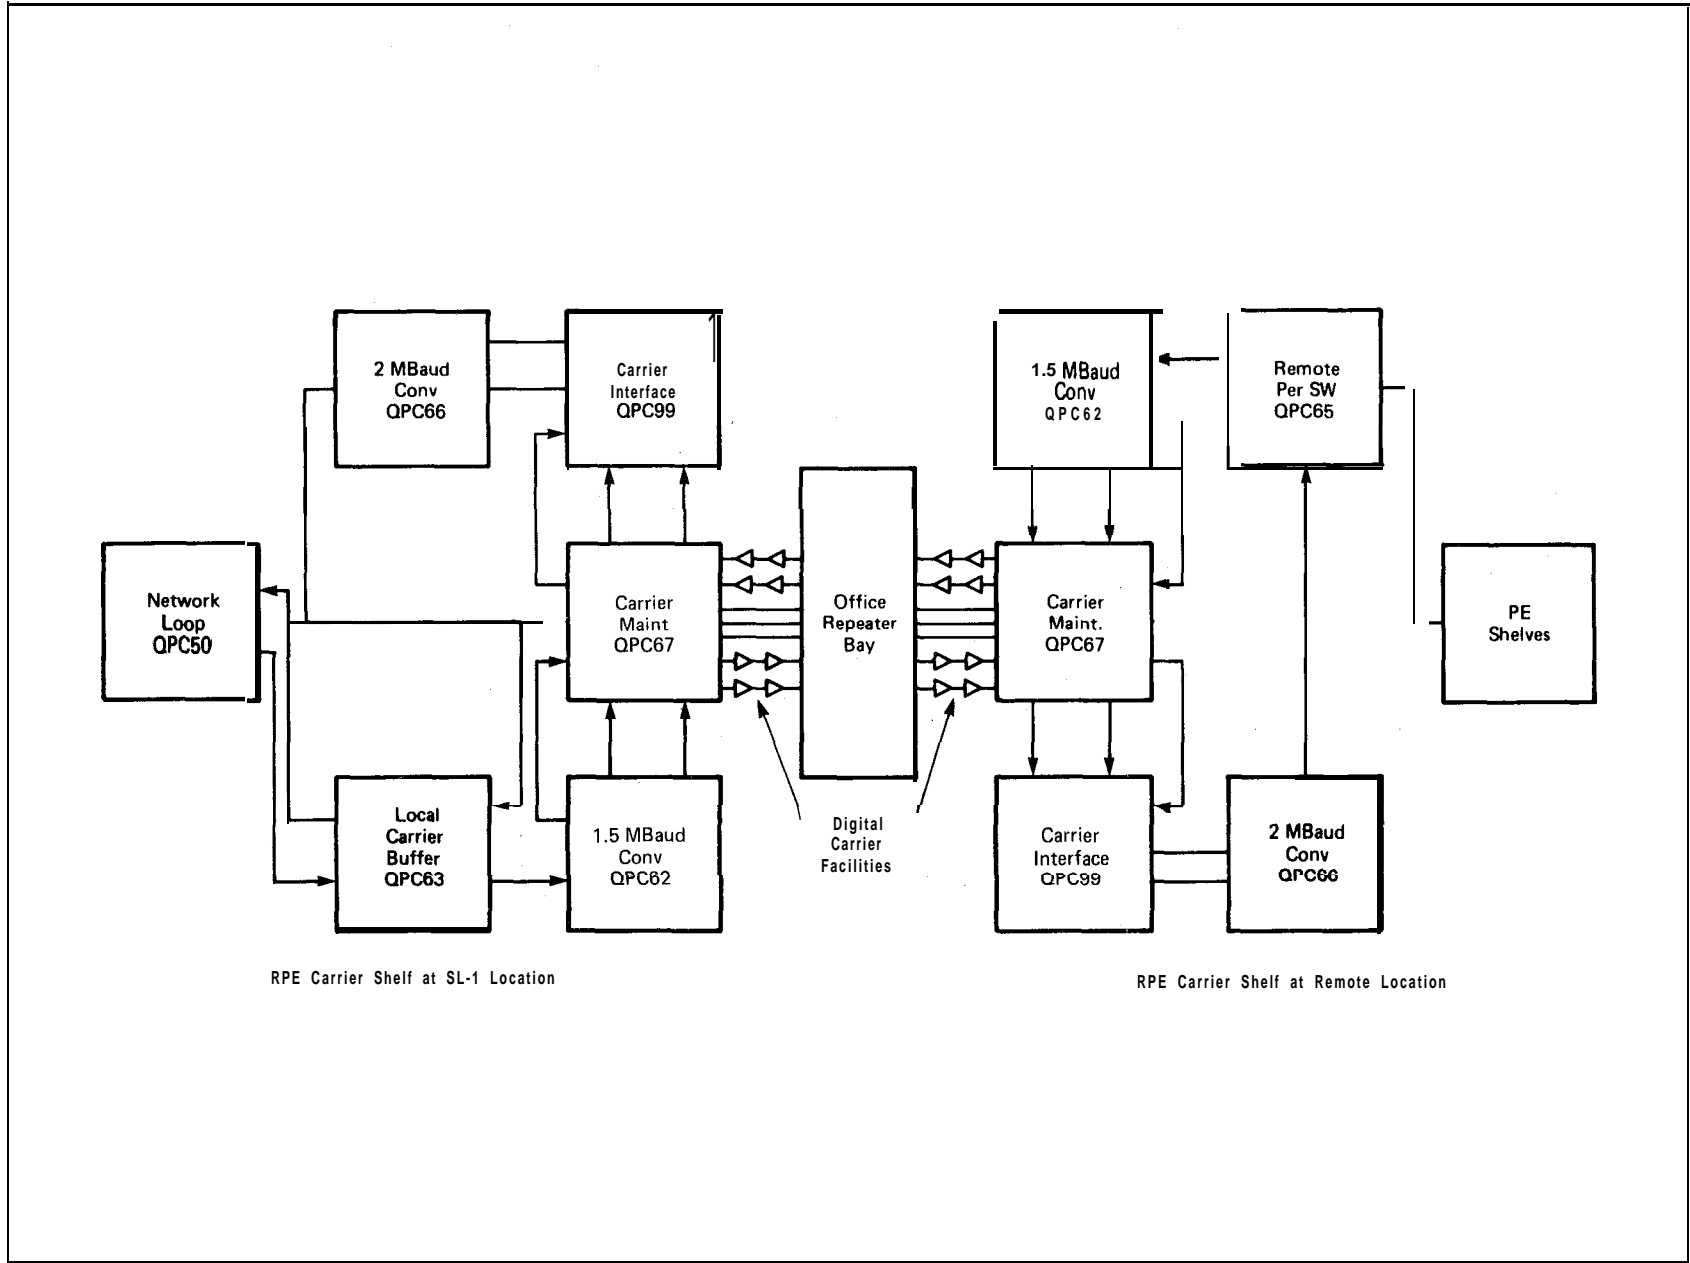 2 MBaud
Conv
QPC66
Carrier
Interface
QPC99
1.5 MBaud
Conv
QPC62
Remote
Per SW
QPC65
Network
Loop
QPC50
Carrier
Maint
QPC67
Office
Repeater
Bay
Carrier
Maint.
QPC67
PE
Shelves
Local
Carrier
Buffer
QPC63
1.5 MBaud
Conv
QPC62
Digital
Carrier
Facilities
Carrier
Interface
QPC99
2 MBaud
Conv
QPC66
RPE Carrier Shelf at SL-1 Location
RPE Carrier Shelf at Remote Location